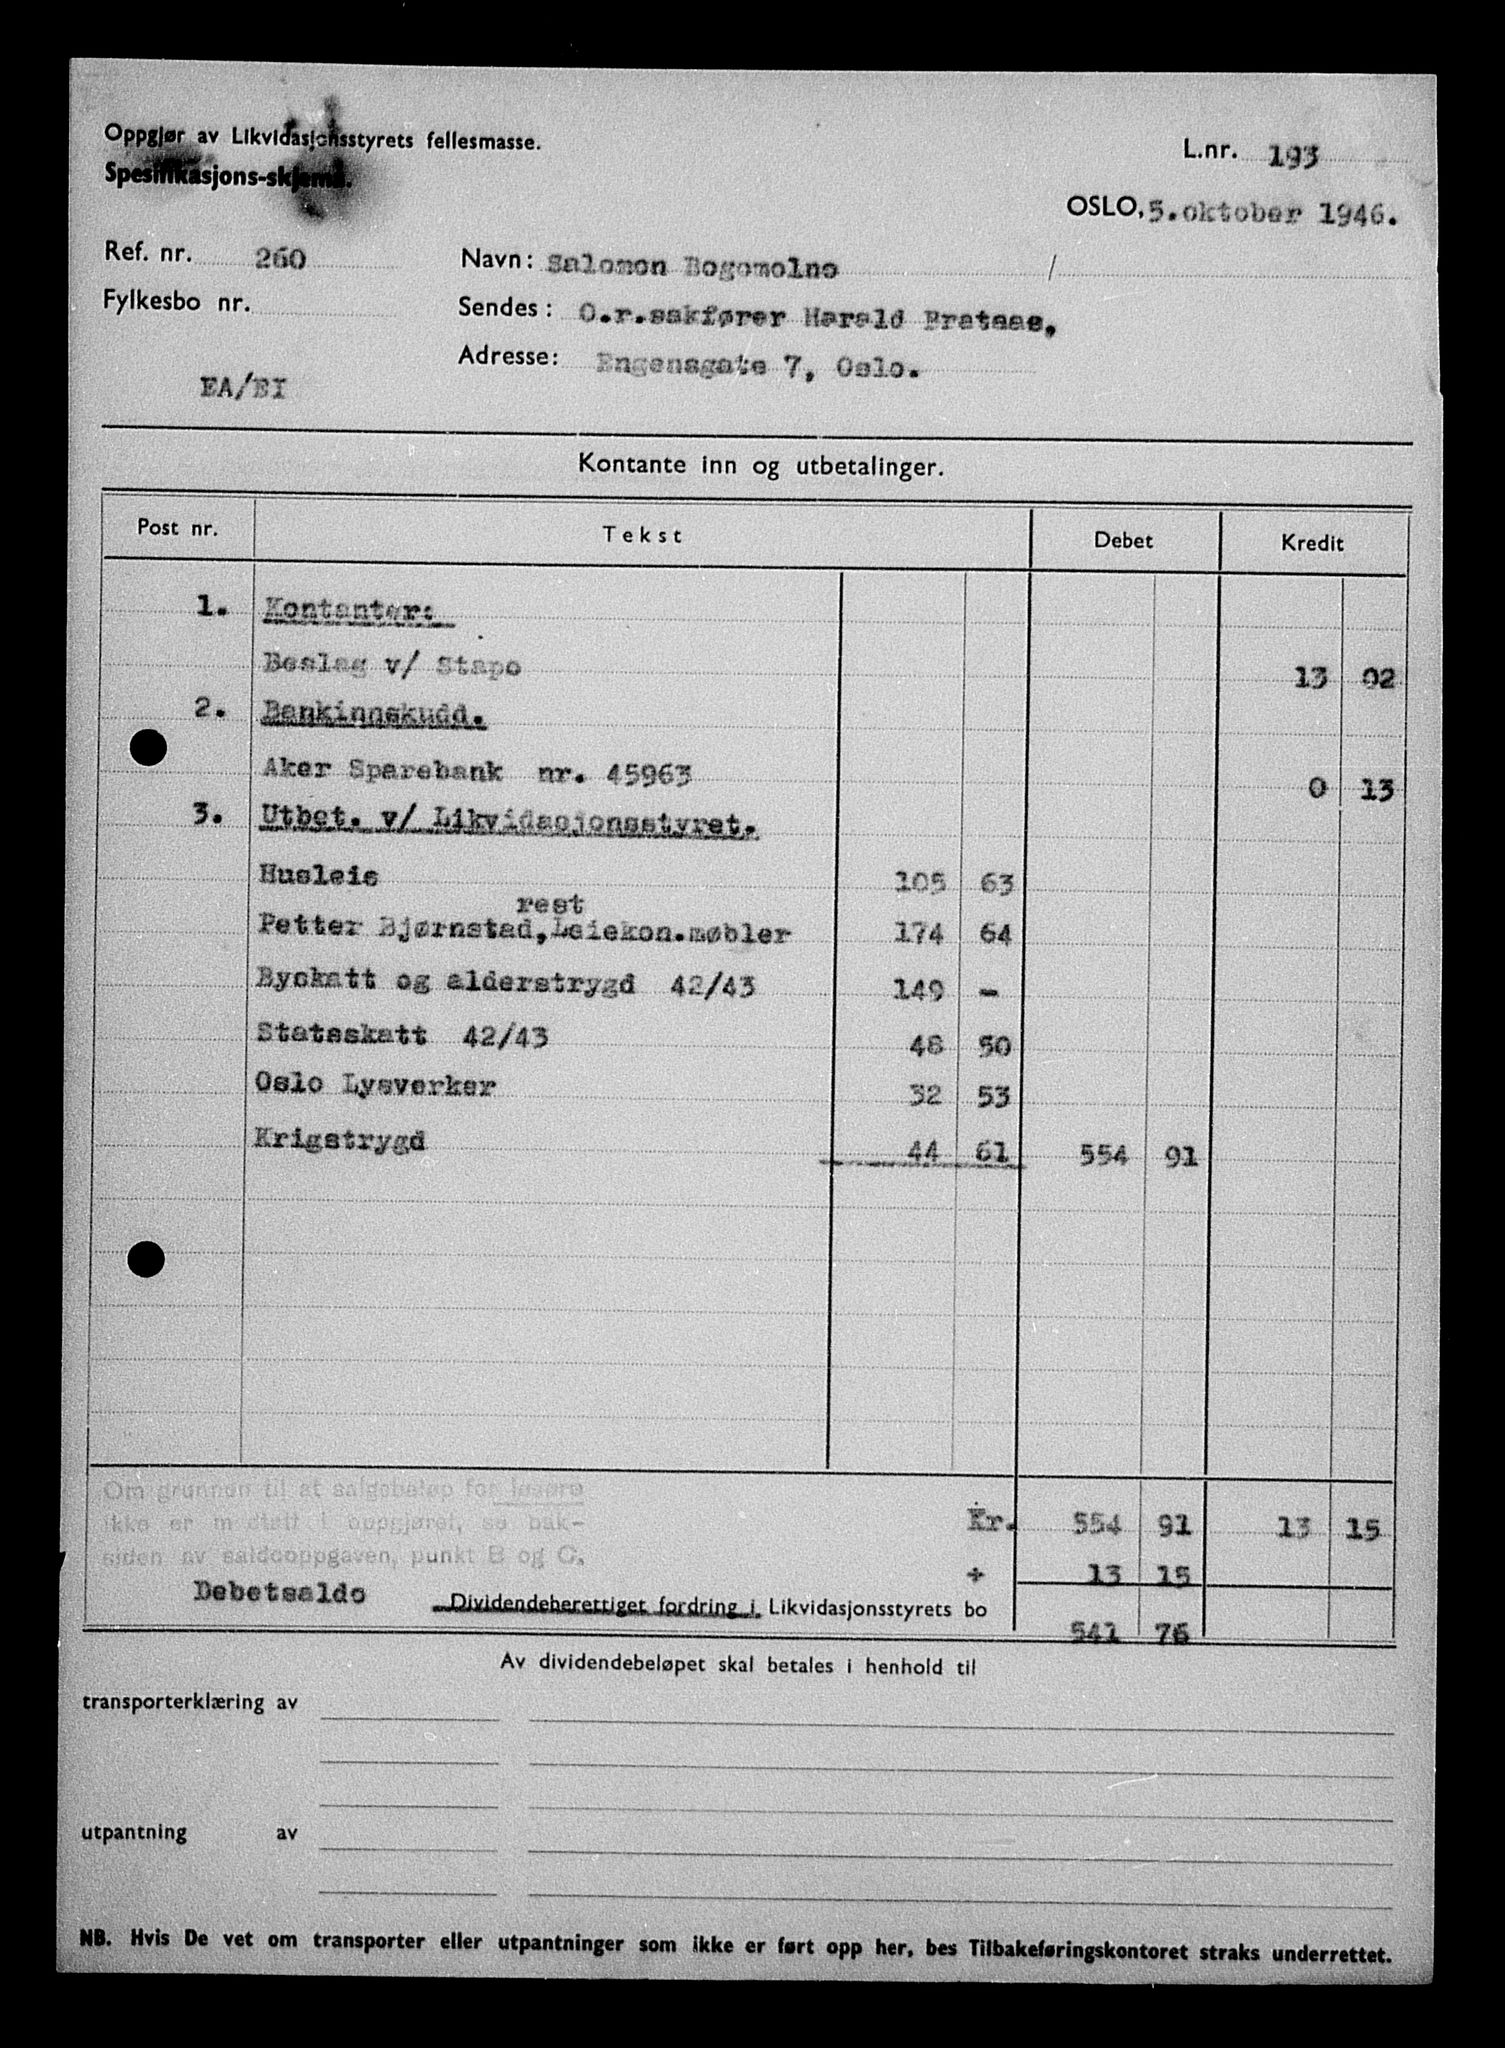 Oppgjør av Likvidasjonsstyrets fellesmasse.
Spesifikasjons-skjema.
L.nr. 193
OSLO, 5.oktober 1946.
Ref. nr. 260
Navn: Salomon Bogomolno /
Fylkesbo nr.
Sendes: O.r.sakfører Harald Brataas,
Adresse: Engensgate 7, Oslo.
EA/EI
Kontante inn og utbetalinger.
Post nr. Tekst Debet Kredit
1. Kontanter:
Beslag v/ Stapo 13 02
2. Bankinnskudd.
Aker Sparebank nr. 45963 0 13
3. Utbet. v/ Likvidasjonsstyret.
Husleie 105 63
rest
Petter Bjørnstad, Leiekon.møbler 174 64
Byskatt og alderstrygd 42/43 149 -
Statsskatt 42/43 48 50
Oslo Lysverker 32 53
Krigstrygd 44 61 554 91
Om grunnen til at salgsbeløp for løsøre
ikke er medtatt i oppgjøret, se bak-
siden av saldooppgaven, punkt B og C.
Kr. 554 91 13 15
÷ 13 15
Debetsaldo Dividendeberettiget fordring i Likvidasjonsstyrets bo
541 76
Av dividendebeløpet skal betales i henhold til
transporterklæring av
utpantning av
NB. Hvis De vet om transporter eller utpantninger som ikke er ført opp her, bes Tilbakeføringskontoret straks underrettet.